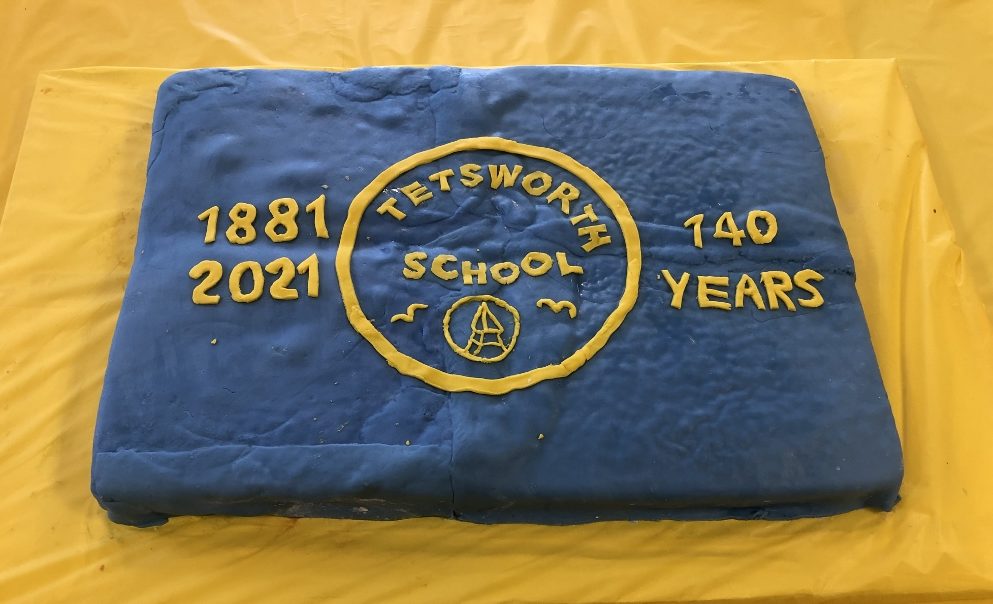 1881
2021
TETSWORTH
SCHOOL
140
YEARS